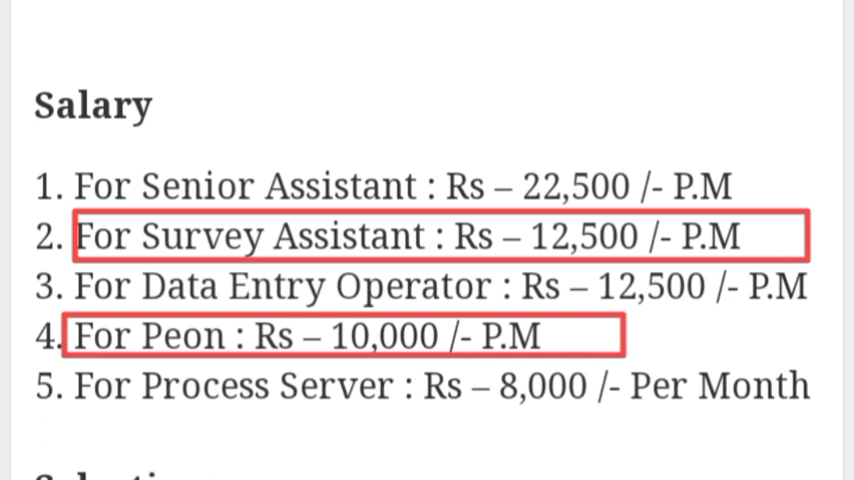 Salary
1. For Senior Assistant : Rs – 22,500 /- P.M
2. For Survey Assistant : Rs – 12,500 /- P.M
3. For Data Entry Operator : Rs – 12,500 /- P.M
4. For Peon : Rs – 10,000 /- P.M
5. For Process Server : Rs – 8,000 /- Per Month